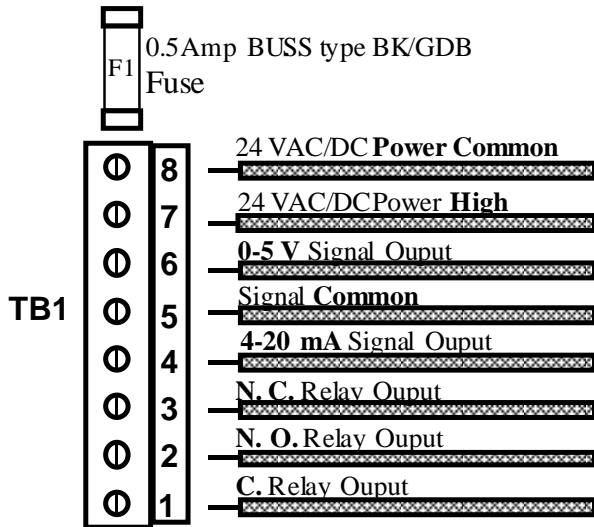 F1
0.5Amp BUSS type BK/GDB
Fuse
TB1
8 24 VAC/DC Power Common
7 24 VAC/DCPower High
6 0-5 V Signal Ouput
5 Signal Common
4 4-20 mA Signal Ouput
3 N. C. Relay Ouput
2 N. O. Relay Ouput
1 C. Relay Ouput